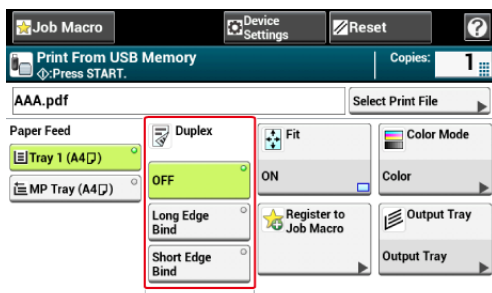 Job Macro
Device
Settings
Reset
?
Print From USB Memory
:Press START.
Copies:
1
AAA.pdf
Select Print File
Paper Feed
Tray 1 (A4)
MP Tray (A4)
Duplex
OFF
Long Edge
Bind
Short Edge
Bind
Fit
ON
Register to
Job Macro
Color Mode
Color
Output Tray
Output Tray